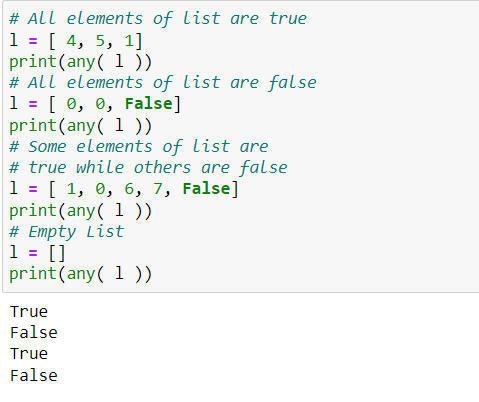 # All elements of list are true
l = [ 4, 5, 1]
print(any( l ))
# All elements of list are false
l = [ 0, 0, False]
print(any( l ))
# Some elements of list are
# true while others are false
l = [ 1, 0, 6, 7, False]
print(any( l ))
# Empty List
l = []
print(any( l ))
True
False
True
False